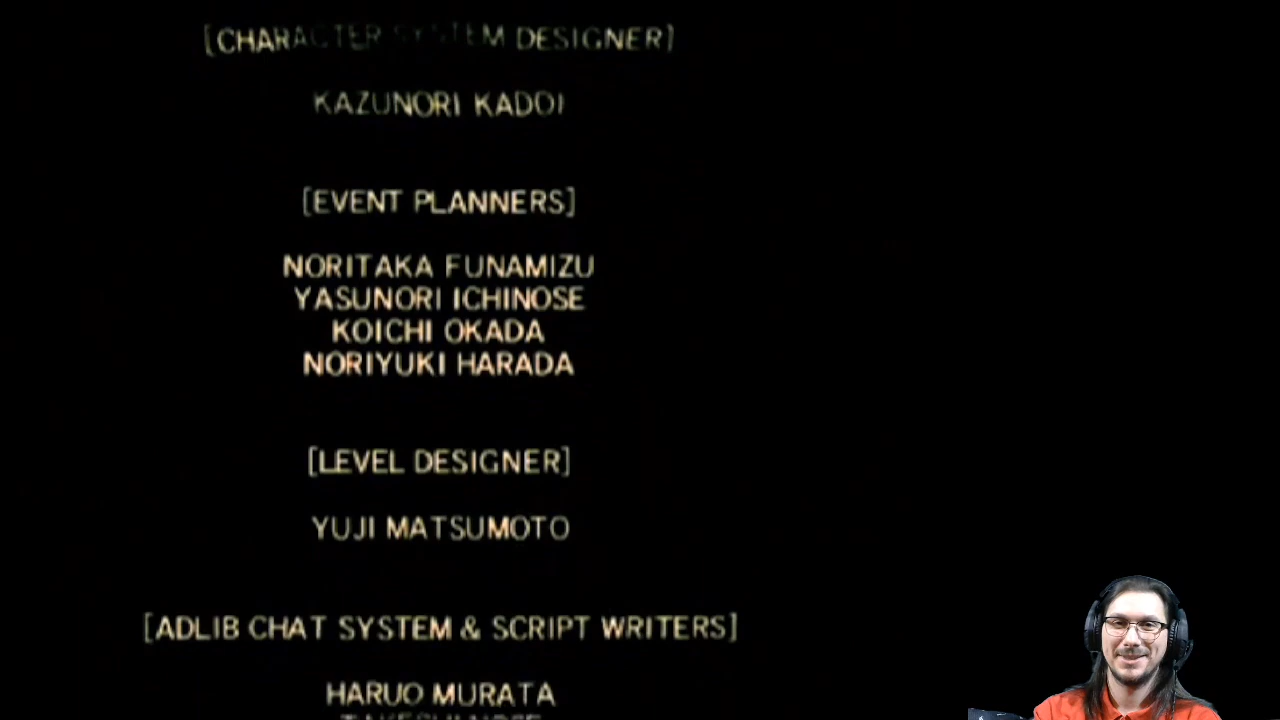 [CHARACTER SYSTEM DESIGNER]
KAZUNORI KADOI
[EVENT PLANNERS]
NORITAKA FUNAMIZU
YASUNORI ICHINOSE
KOICHI OKADA
NORIYUKI HARADA
[LEVEL DESIGNER]
YUJI MATSUMOTO
[ADLIB CHAT SYSTEM & SCRIPT WRITERS]
HARUO MURATA